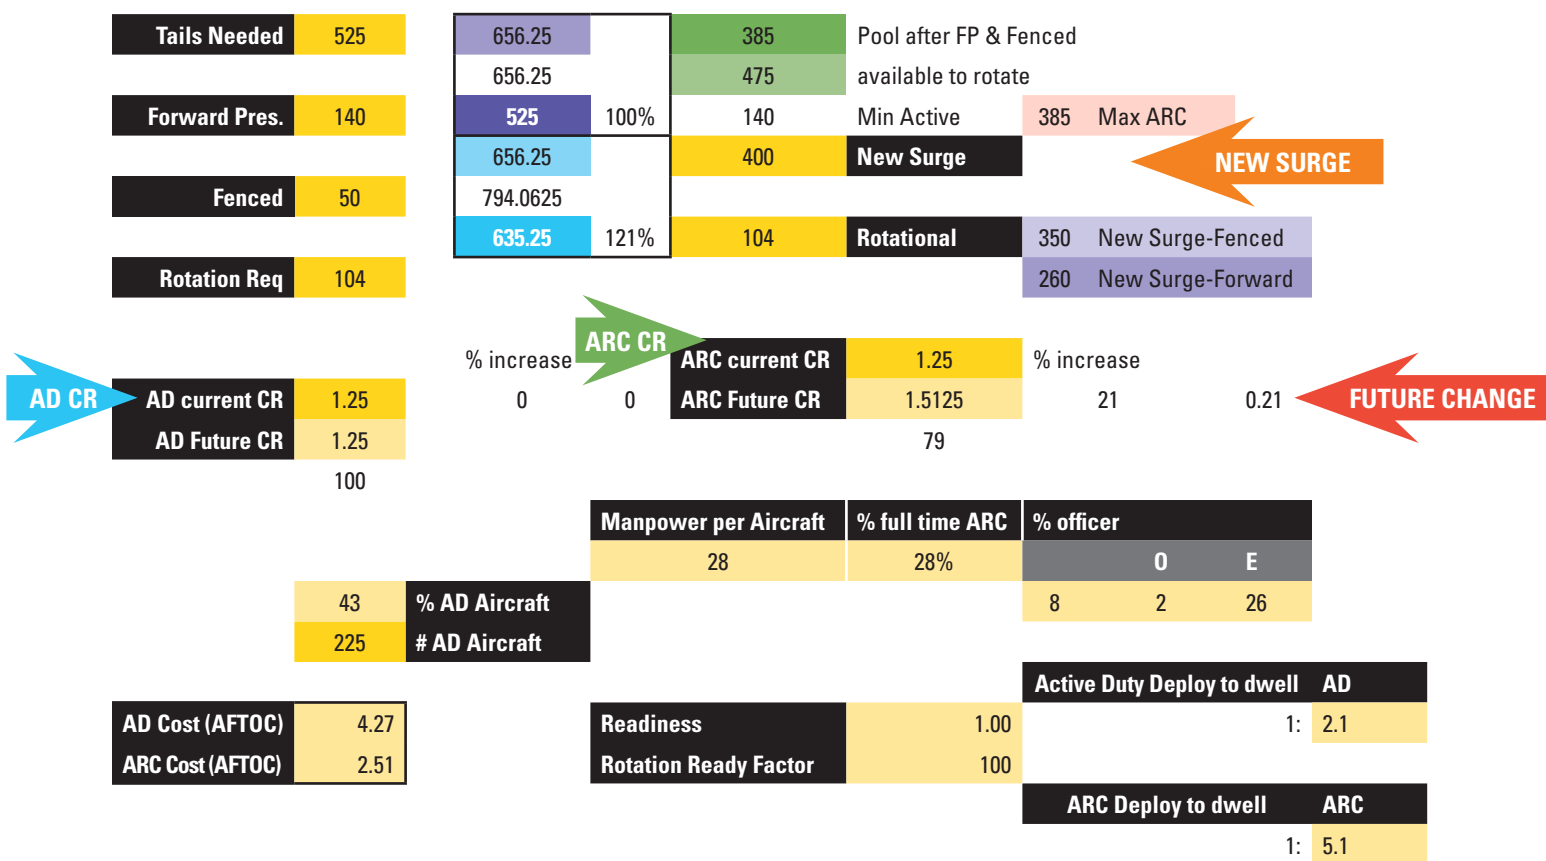 Tails Needed 525 656.25 385 Pool after FP & Fenced
656.25 475 available to rotate
Forward Pres. 140 525 100% 140 Min Active 385 Max ARC
656.25 400 New Surge NEW SURGE
Fenced 50 794.0625
635.25 121% 104 Rotational 350 New Surge-Fenced
Rotation Req 104 260 New Surge-Forward
ARC CR
% increase ARC current CR 1.25 % increase
AD CR AD current CR 1.25 0 0 ARC Future CR 1.5125 21 0.21 FUTURE CHANGE
AD Future CR 1.25 79
100
Manpower per Aircraft % full time ARC % officer
28 28% O E
43 % AD Aircraft 8 2 26
225 # AD Aircraft
Active Duty Deploy to dwell AD
AD Cost (AFTOC) 4.27 Readiness 1.00 1: 2.1
ARC Cost (AFTOC) 2.51 Rotation Ready Factor 100
ARC Deploy to dwell ARC
1: 5.1